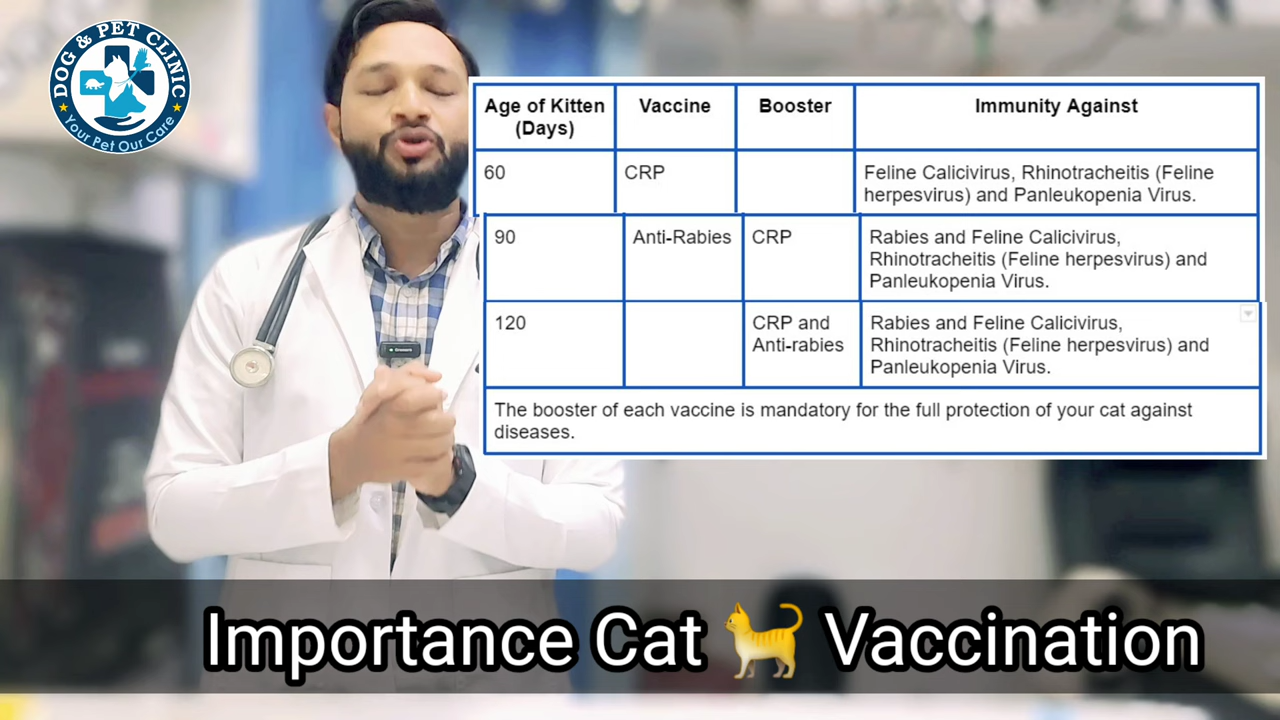 DOG & PET CLINIC
Your Pet Our Care
Age of Kitten
(Days)
Vaccine
Booster
Immunity Against
60
CRP
Feline Calicivirus, Rhinotracheitis (Feline
herpesvirus) and Panleukopenia Virus.
90
Anti-Rabies
CRP
Rabies and Feline Calicivirus,
Rhinotracheitis (Feline herpesvirus) and
Panleukopenia Virus.
120
CRP and
Anti-rabies
Rabies and Feline Calicivirus,
Rhinotracheitis (Feline herpesvirus) and
Panleukopenia Virus.
The booster of each vaccine is mandatory for the full protection of your cat against
diseases.
Importance Cat 🐈 Vaccination